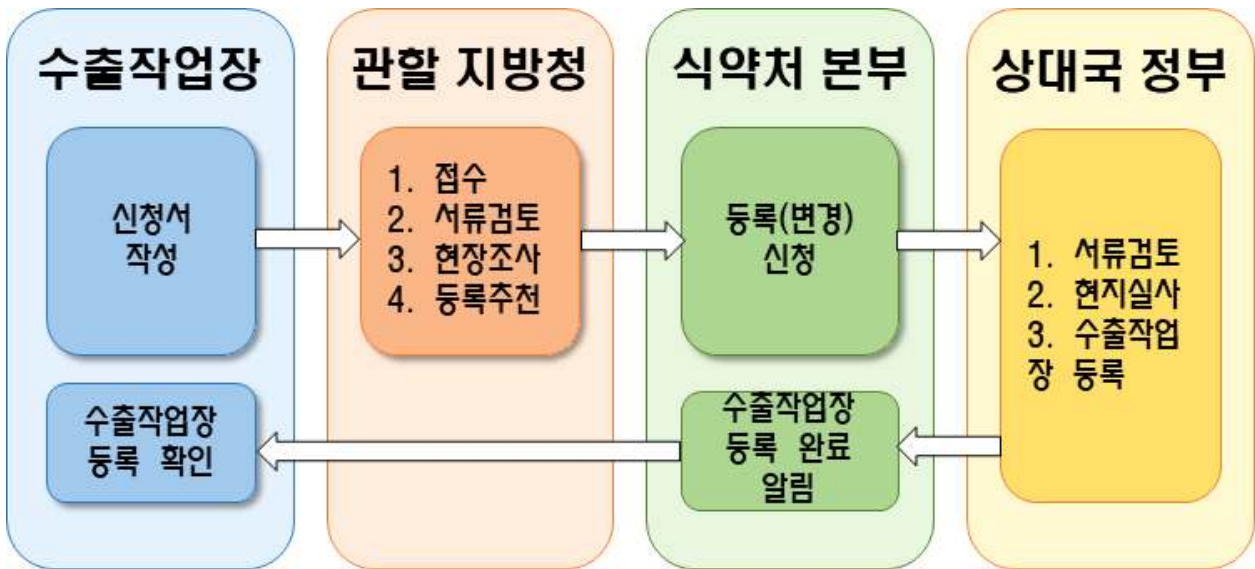 수출작업장
신청서
작성
수출작업장
등록 확인
관할 지방청
1. 접수
2. 서류검토
3. 현장조사
4. 등록추천
식약처 본부
등록(변경)
신청
수출작업장
등록 완료
알림
상대국 정부
1. 서류검토
2. 현지실사
3. 수출작업
장 등록